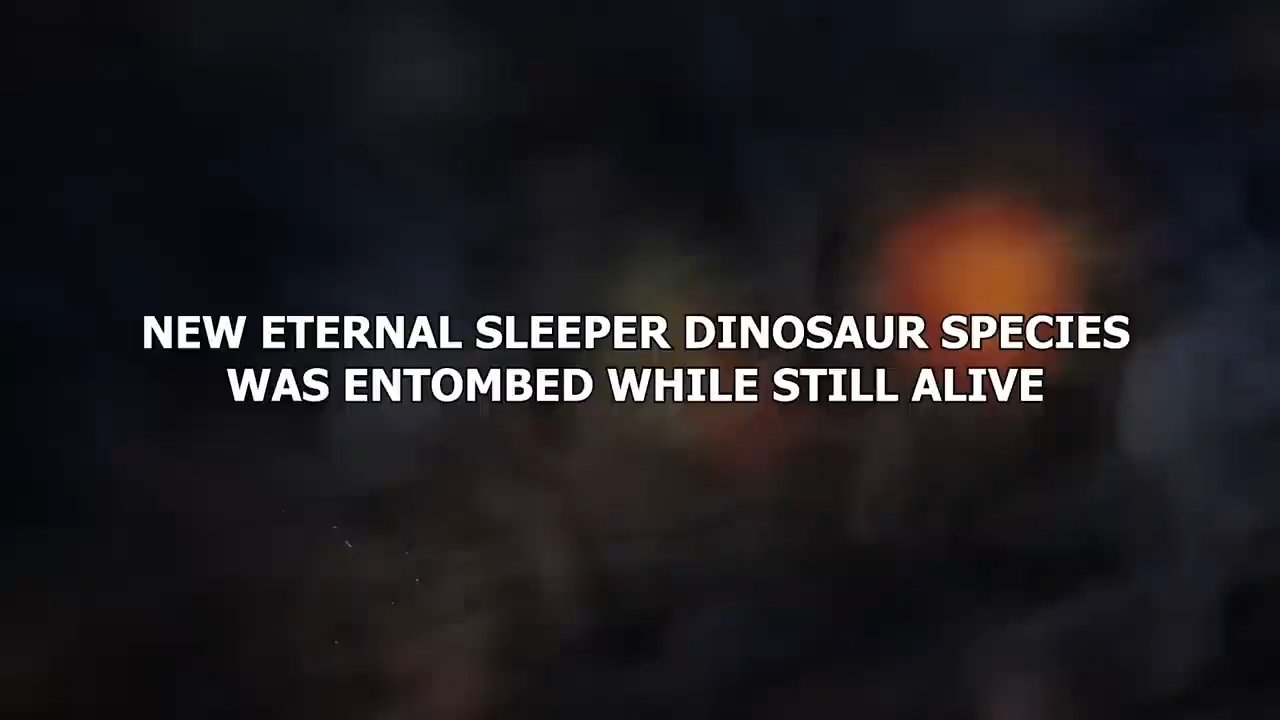 NEW ETERNAL SLEEPER DINOSAUR SPECIES
WAS ENTOMBED WHILE STILL ALIVE